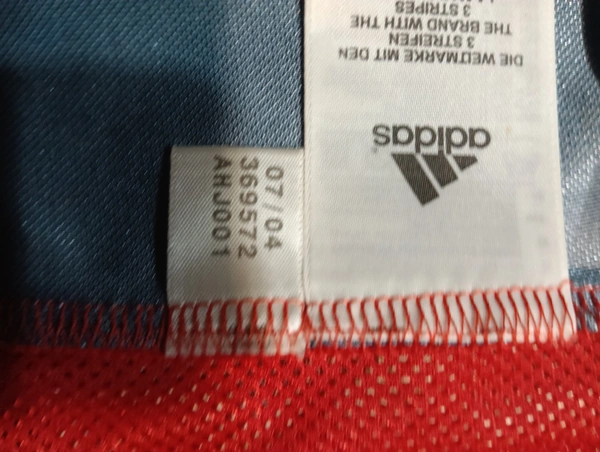 adidas
DIE WELTMARKE MIT DEN
3 STREIFEN
THE BRAND WITH THE
3 STRIPES
07/04
369572
AHJ001